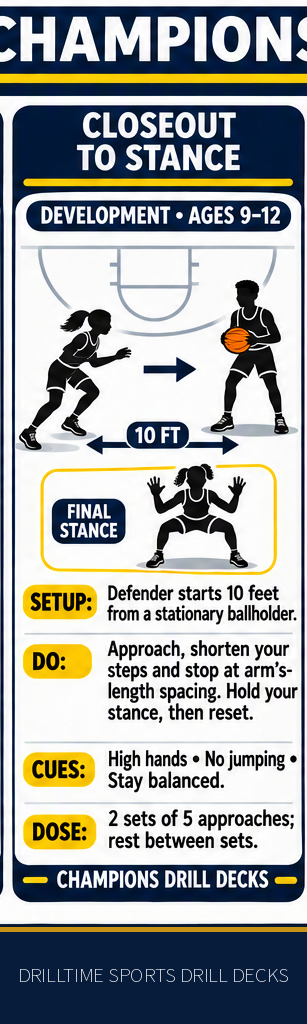 CHAMPIONS
CLOSEOUT
TO STANCE
DEVELOPMENT • AGES 9–12
10 FT
FINAL
STANCE
SETUP:
Defender starts 10 feet
from a stationary ballholder.
DO:
Approach, shorten your
steps and stop at arm's-
length spacing. Hold your
stance, then reset.
CUES:
High hands • No jumping •
Stay balanced.
DOSE:
2 sets of 5 approaches;
rest between sets.
CHAMPIONS DRILL DECKS
DRILLTIME SPORTS DRILL DECKS